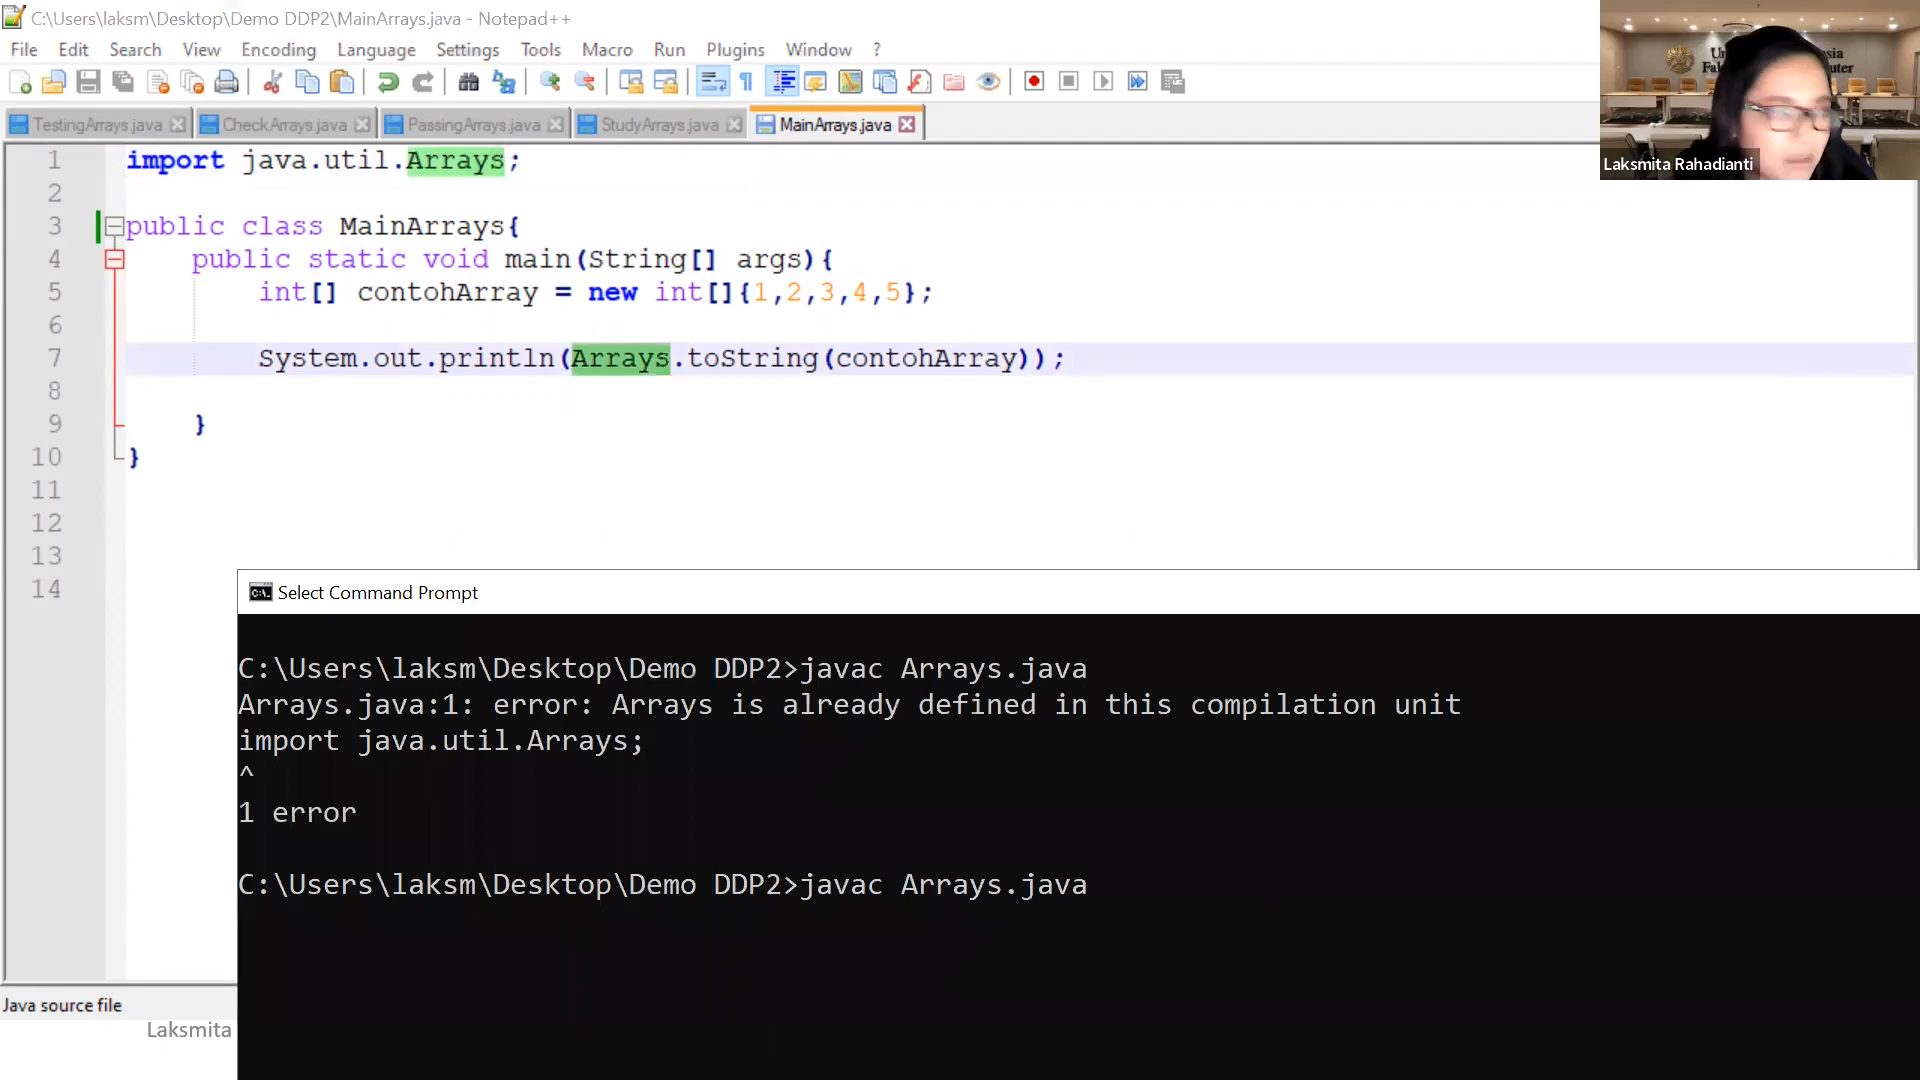 C:\Users\laksm\Desktop\Demo DDP2\MainArrays.java - Notepad++
File Edit Search View Encoding Language Settings Tools Macro Run Plugins Window ?
TestingArrays.java CheckArrays.java PassingArrays.java StudyArrays.java MainArrays.java
Laksmita Rahadianti
1 import java.util.Arrays;
2
3 public class MainArrays{
4 public static void main(String[] args){
5 int[] contohArray = new int[]{1,2,3,4,5};
6
7 System.out.println(Arrays.toString(contohArray));
8
9 }
10 }
11
12
13
14
Select Command Prompt
C:\Users\laksm\Desktop\Demo DDP2>javac Arrays.java
Arrays.java:1: error: Arrays is already defined in this compilation unit
import java.util.Arrays;
^
1 error
C:\Users\laksm\Desktop\Demo DDP2>javac Arrays.java
Java source file
Laksmita